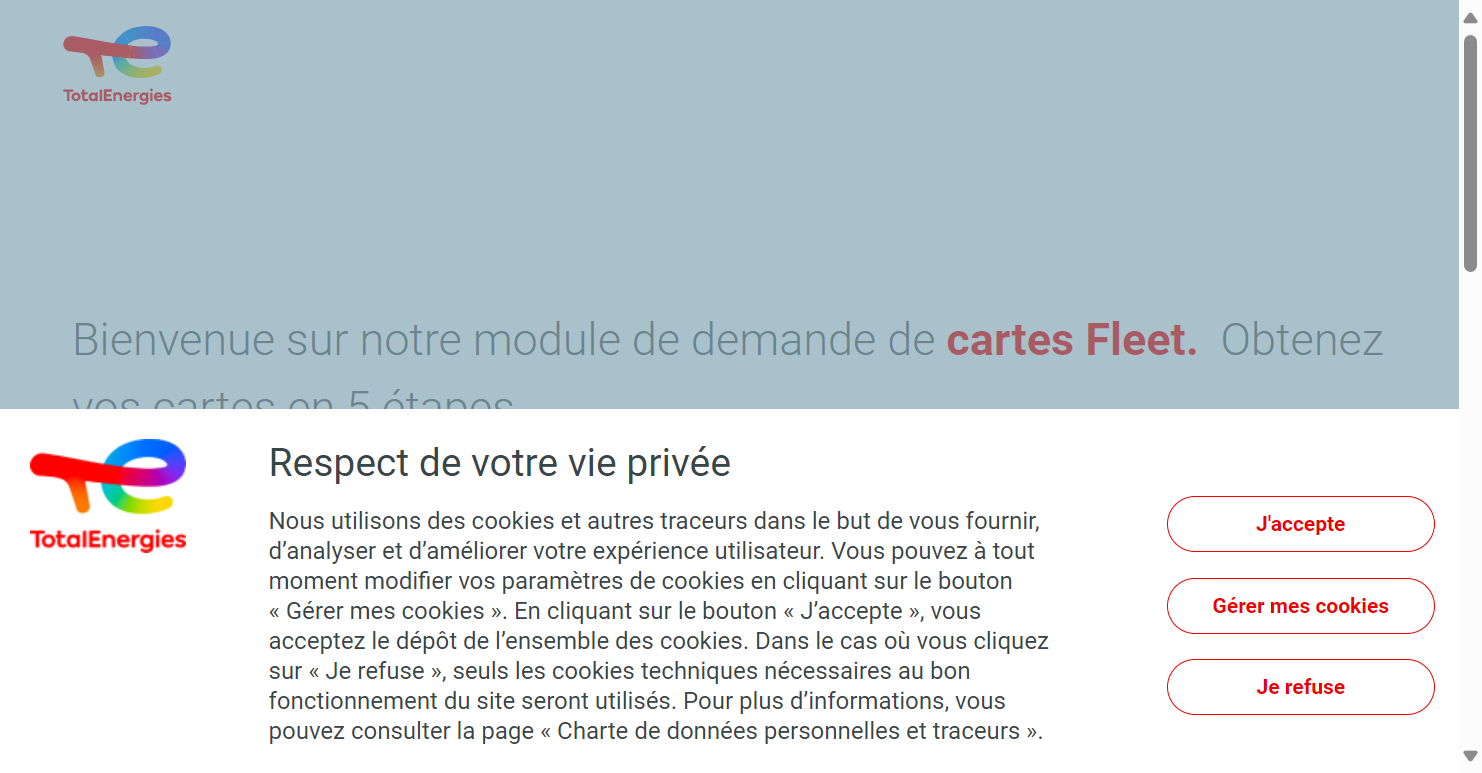 TotalEnergies
Bienvenue sur notre module de demande de cartes Fleet. Obtenez
vos cartes en 5 étapes
TotalEnergies
Respect de votre vie privée
Nous utilisons des cookies et autres traceurs dans le but de vous fournir,
d’analyser et d’améliorer votre expérience utilisateur. Vous pouvez à tout
moment modifier vos paramètres de cookies en cliquant sur le bouton
« Gérer mes cookies ». En cliquant sur le bouton « J’accepte », vous
acceptez le dépôt de l’ensemble des cookies. Dans le cas où vous cliquez
sur « Je refuse », seuls les cookies techniques nécessaires au bon
fonctionnement du site seront utilisés. Pour plus d’informations, vous
pouvez consulter la page « Charte de données personnelles et traceurs ».
J'accepte
Gérer mes cookies
Je refuse